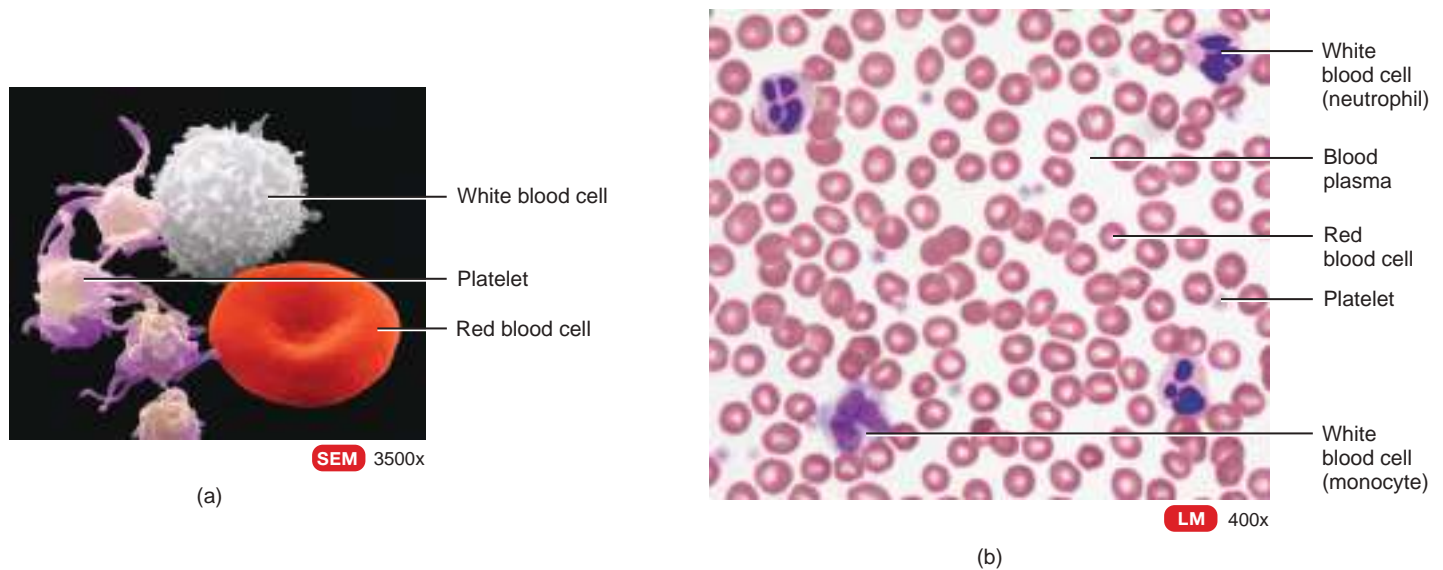 White blood cell
Platelet
Red blood cell
SEM 3500x
(a)
White
blood cell
(neutrophil)
Blood
plasma
Red
blood cell
Platelet
White
blood cell
(monocyte)
LM 400x
(b)